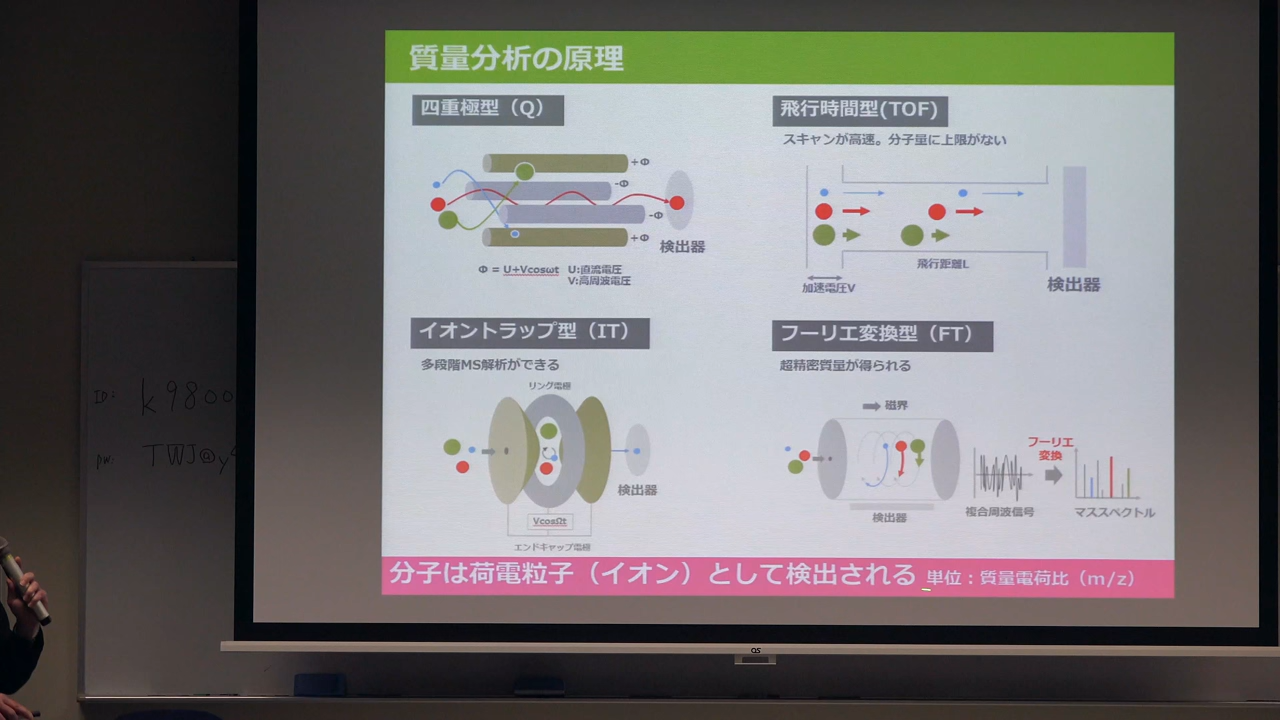 質量分析の原理
四重極型（Q）
+Φ
-Φ
-Φ
+Φ
検出器
Φ = U+Vcosωt U:直流電圧
V:高周波電圧
飛行時間型(TOF)
スキャンが高速。分子量に上限がない
飛行距離L
加速電圧V
検出器
イオントラップ型（IT）
多段階MS解析ができる
リング電極
検出器
VcosΩt
エンドキャップ電極
フーリエ変換型（FT）
超精密質量が得られる
磁界
検出器
フーリエ
変換
複合周波信号
マススペクトル
分子は荷電粒子（イオン）として検出される 単位：質量電荷比（m/z）
ID: k9800
pw: TWJ@y
OS